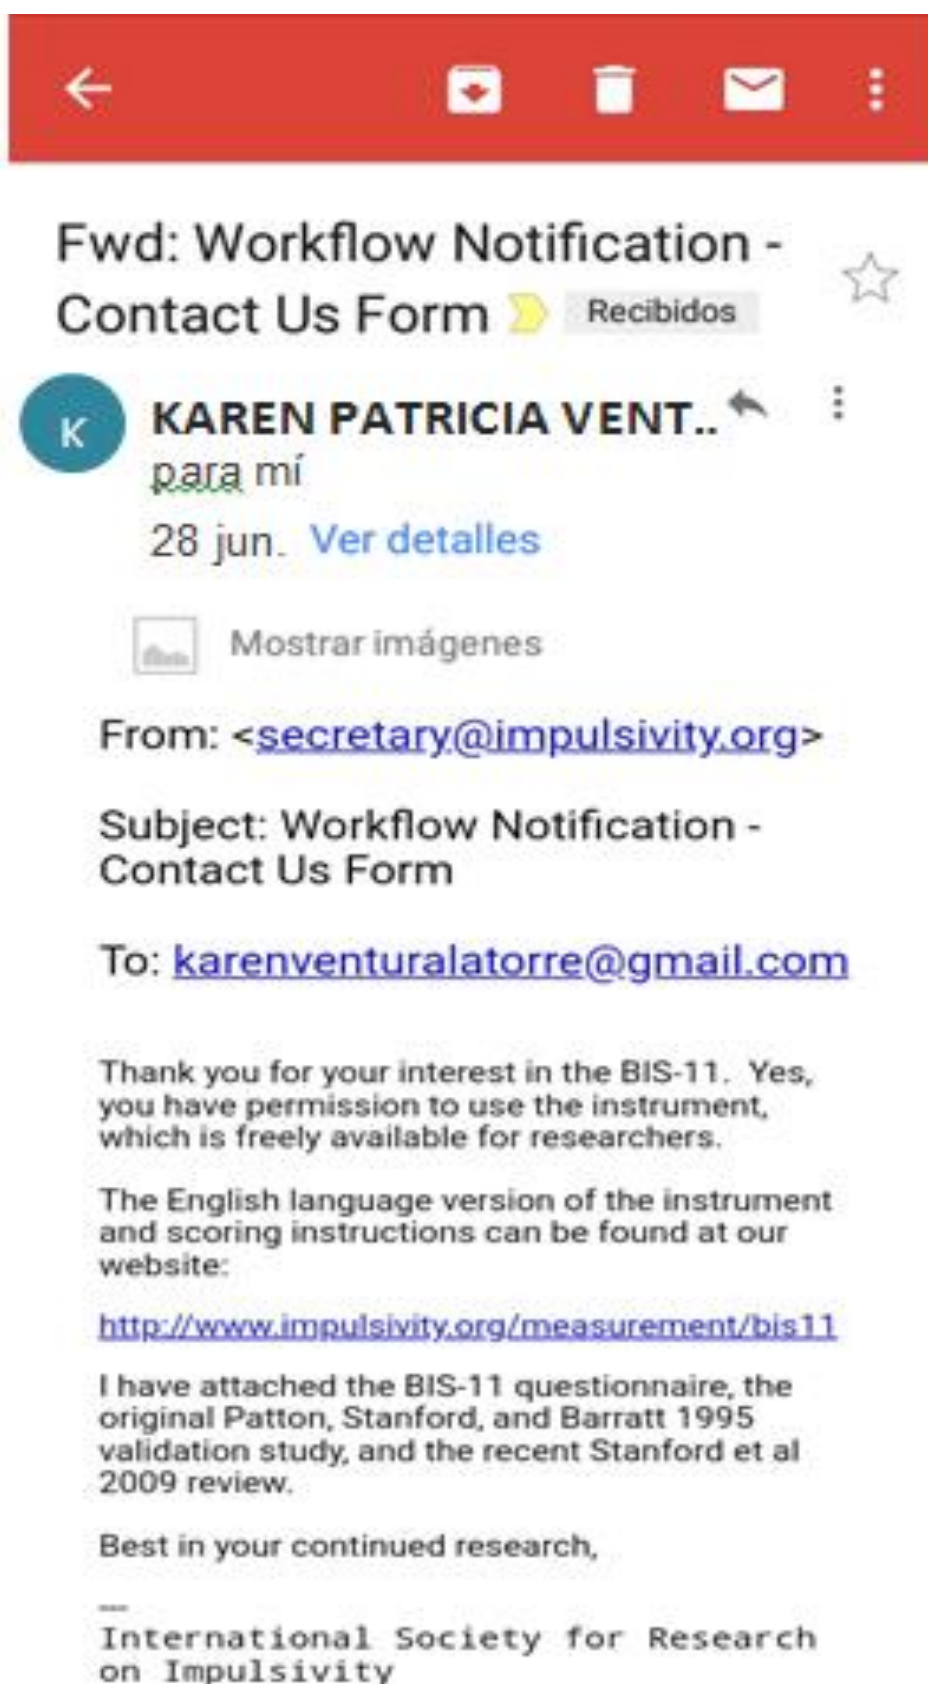 Fwd: Workflow Notification -
Contact Us Form Recibidos
K KAREN PATRICIA VENT..
para mí
28 jun. Ver detalles
Mostrar imágenes
From: <secretary@impulsivity.org>
Subject: Workflow Notification -
Contact Us Form
To: karenventuralatorre@gmail.com
Thank you for your interest in the BIS-11. Yes,
you have permission to use the instrument,
which is freely available for researchers.
The English language version of the instrument
and scoring instructions can be found at our
website:
http://www.impulsivity.org/measurement/bis11
I have attached the BIS-11 questionnaire, the
original Patton, Stanford, and Barratt 1995
validation study, and the recent Stanford et al
2009 review.
Best in your continued research,
—
International Society for Research
on Impulsivity